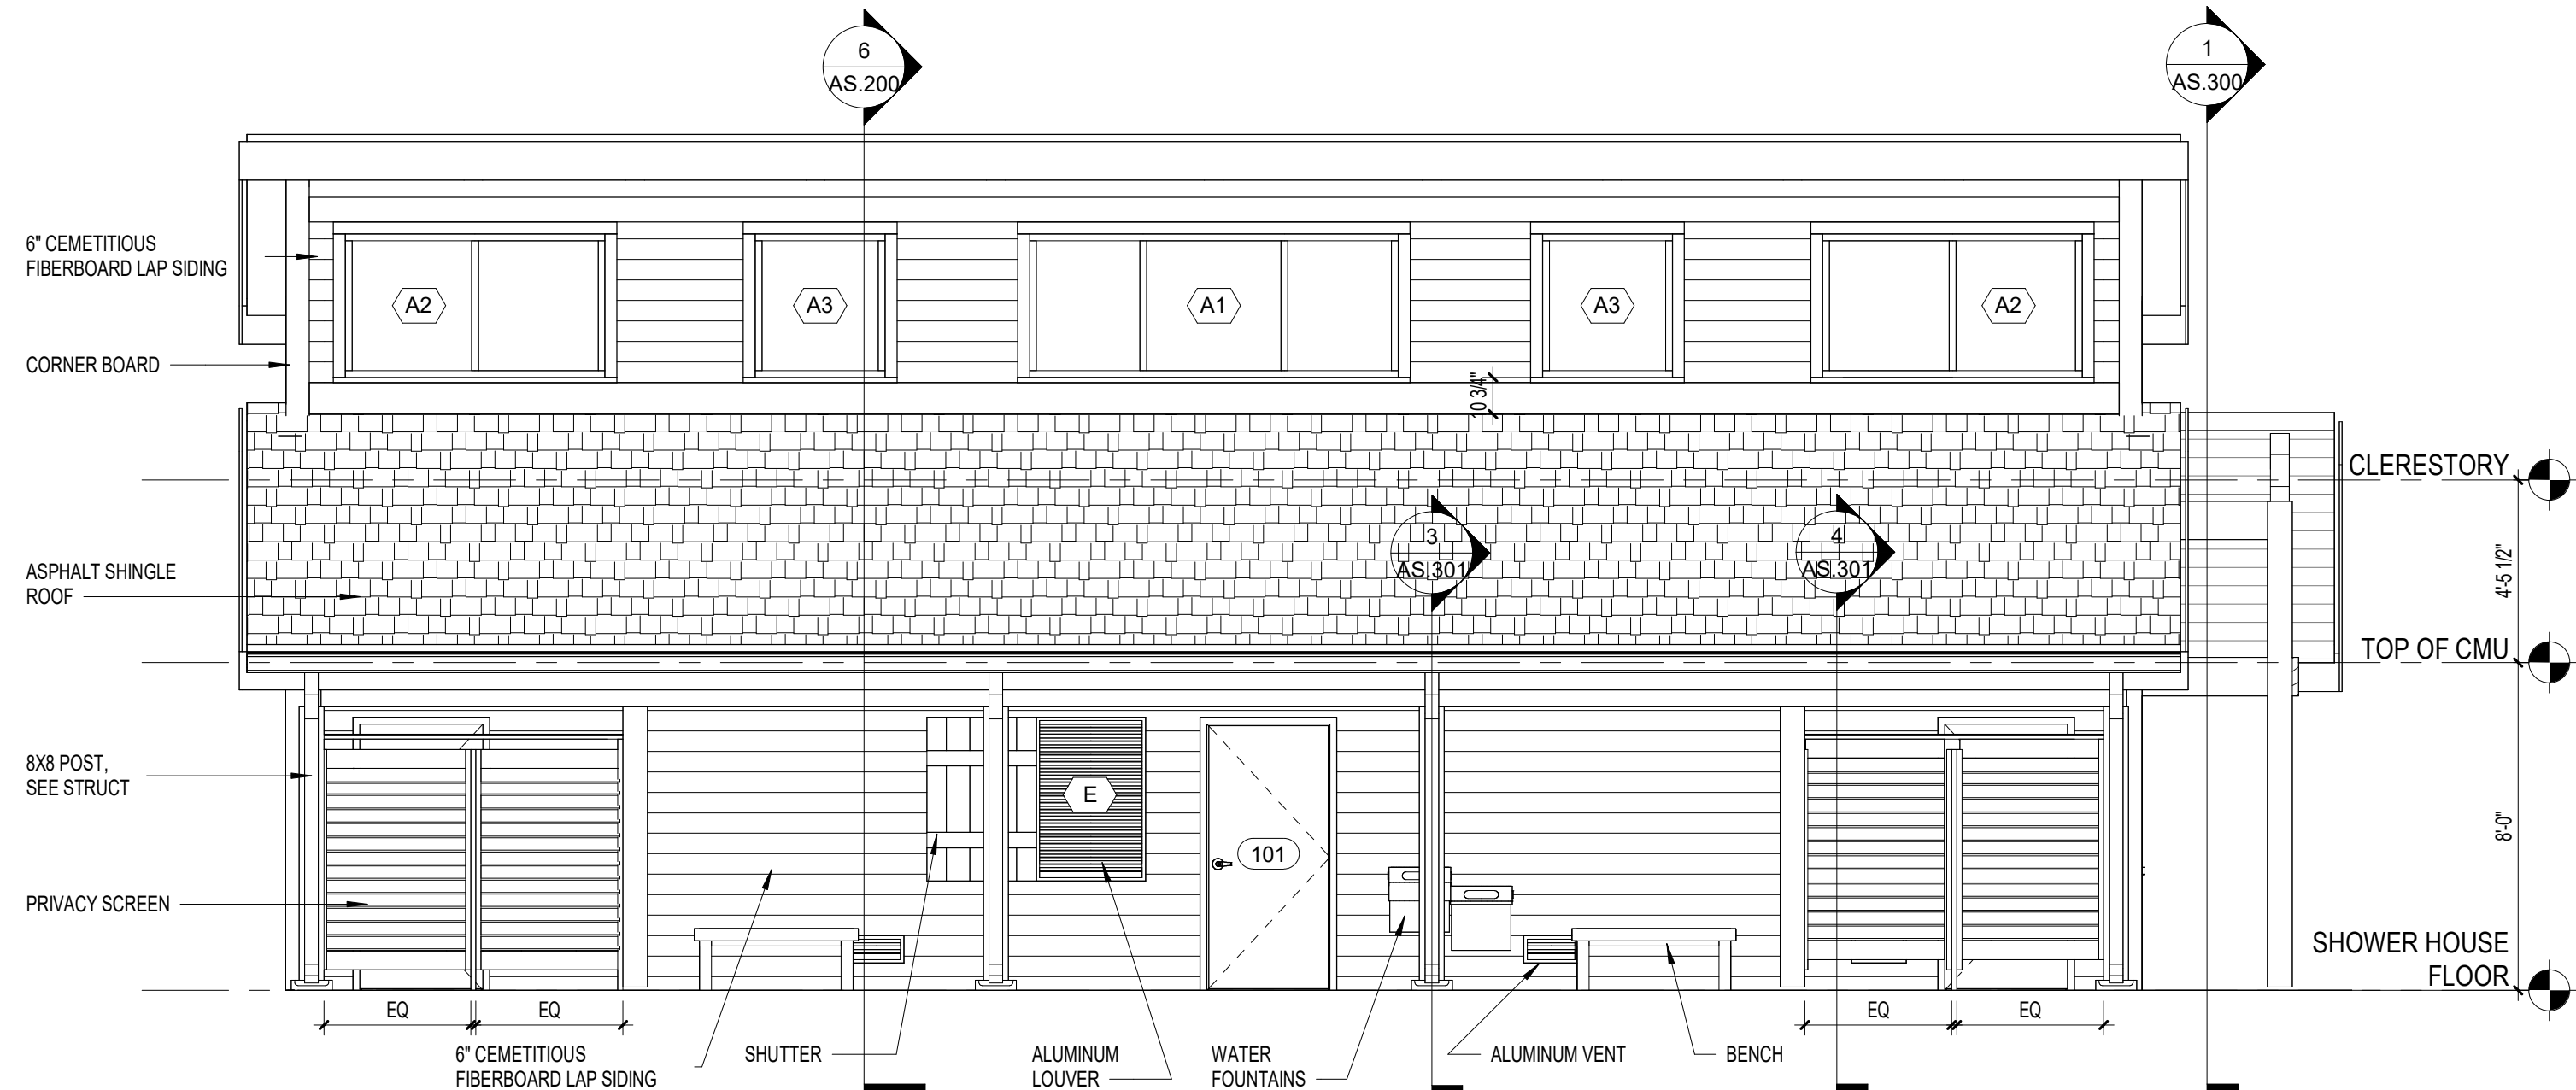 6
AS.200
1
AS.300
6" CEMETITIOUS
FIBERBOARD LAP SIDING
A2
A3
A1
A3
A2
CORNER BOARD
0 3/4"
CLERESTORY
3
AS.301
4
AS.301
ASPHALT SHINGLE
ROOF
4'-5 1/2"
TOP OF CMU
8X8 POST,
SEE STRUCT
E
101
8'-0"
PRIVACY SCREEN
SHOWER HOUSE
FLOOR
EQ
EQ
EQ
EQ
6" CEMETITIOUS
FIBERBOARD LAP SIDING
SHUTTER
ALUMINUM
LOUVER
WATER
FOUNTAINS
ALUMINUM VENT
BENCH